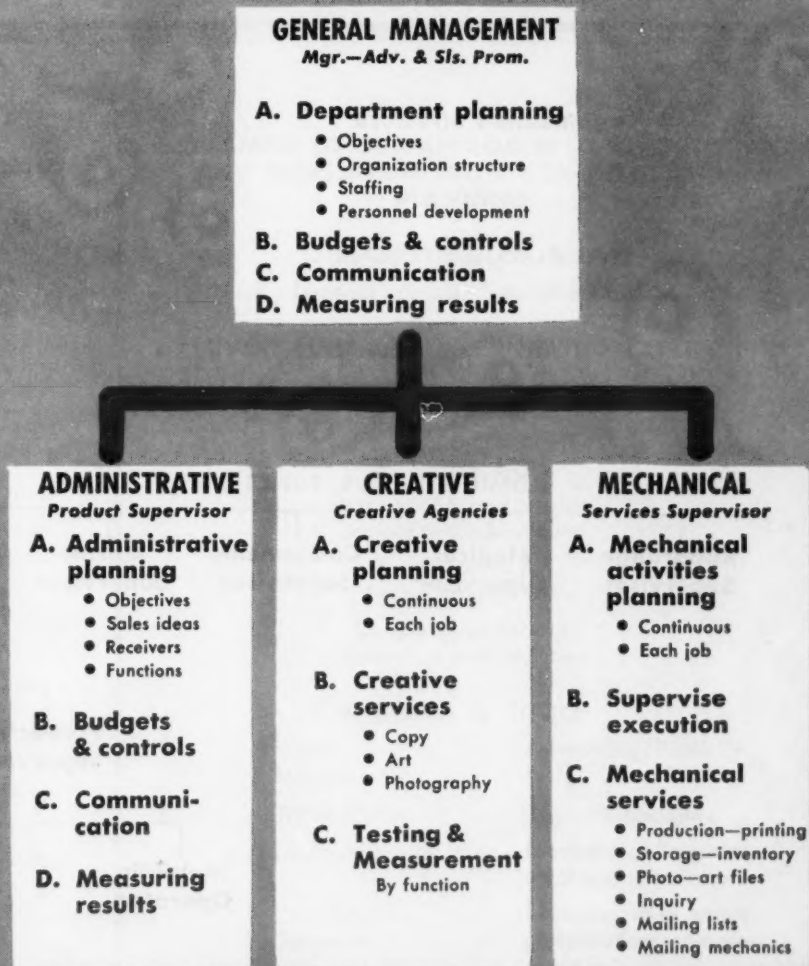 GENERAL MANAGEMENT
Mgr.—Adv. & Sls. Prom.
A. Department planning
• Objectives
• Organization structure
• Staffing
• Personnel development
B. Budgets & controls
C. Communication
D. Measuring results
ADMINISTRATIVE
Product Supervisor
A. Administrative
planning
• Objectives
• Sales ideas
• Receivers
• Functions
B. Budgets
& controls
C. Communi-
cation
D. Measuring
results
CREATIVE
Creative Agencies
A. Creative
planning
• Continuous
• Each job
B. Creative
services
• Copy
• Art
• Photography
C. Testing &
Measurement
By function
MECHANICAL
Services Supervisor
A. Mechanical
activities
planning
• Continuous
• Each job
B. Supervise
execution
C. Mechanical
services
• Production—printing
• Storage—inventory
• Photo—art files
• Inquiry
• Mailing lists
• Mailing mechanics